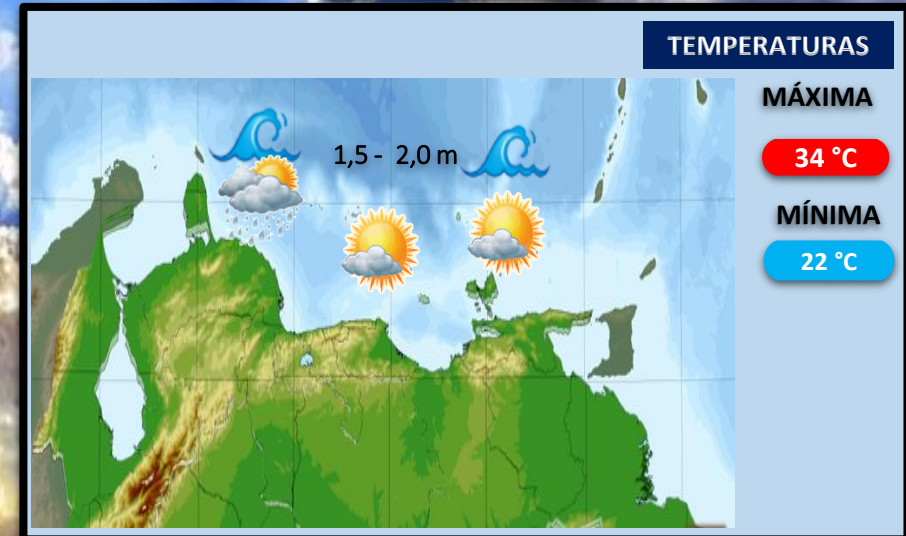 TEMPERATURAS
MÁXIMA
1,5 - 2,0 m
34 °C
MÍNIMA
22 °C